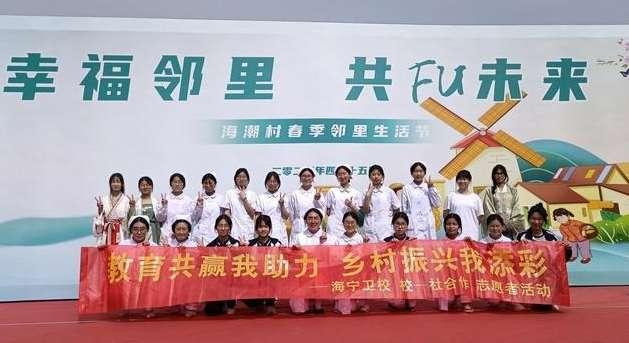 幸福邻里 共FU未来
海潮村春季邻里生活节
教育共赢我助力 乡村振兴我添彩
——海宁卫校 校—社合作 志愿者活动